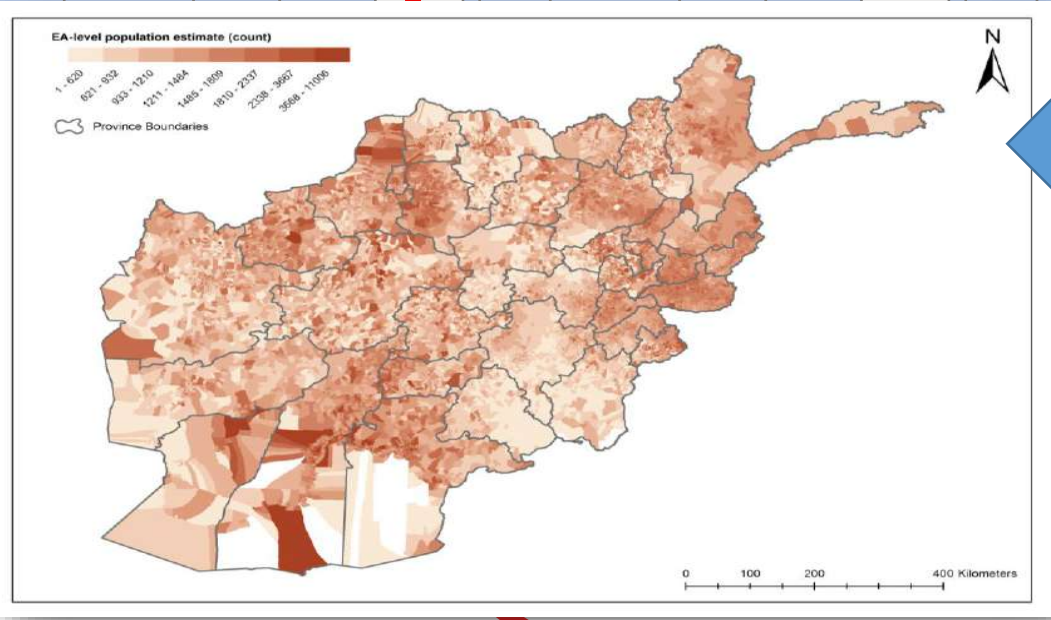 EA-level population estimate (count)
1 - 620
621 - 932
933 - 1210
1211 - 1484
1485 - 1809
1810 - 2337
2338 - 3667
3668 - 11006
Province Boundaries
N
0 100 200 400 Kilometers